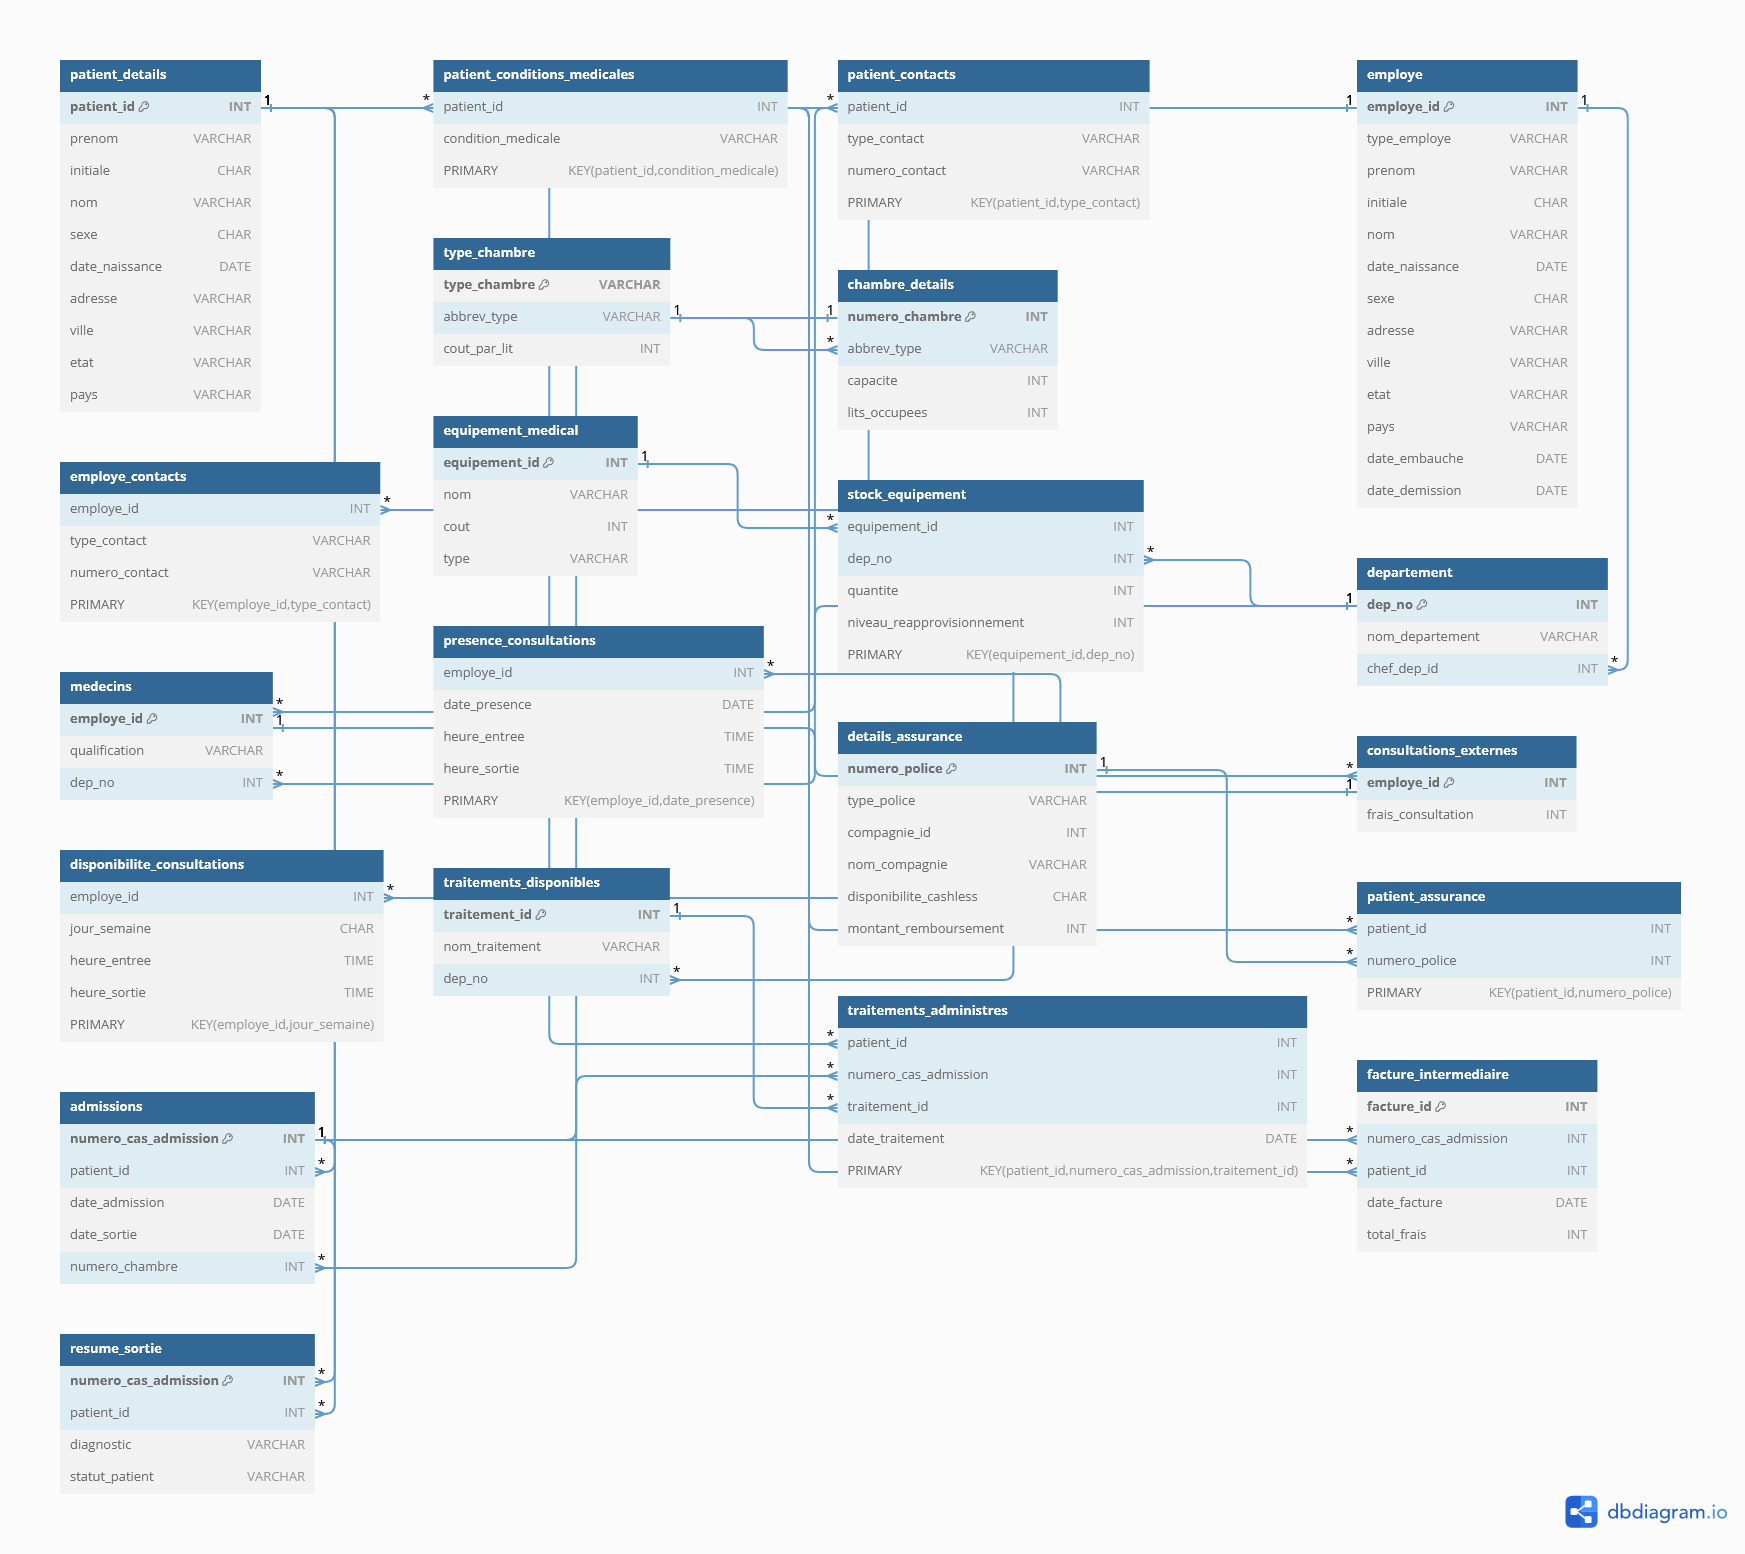 patient_details
patient_id INT
prenom VARCHAR
initiale CHAR
nom VARCHAR
sexe CHAR
date_naissance DATE
adresse VARCHAR
ville VARCHAR
etat VARCHAR
pays VARCHAR
1
*
patient_conditions_medicales
patient_id INT
condition_medicale VARCHAR
PRIMARY KEY(patient_id,condition_medicale)
*
patient_contacts
patient_id INT
type_contact VARCHAR
numero_contact VARCHAR
PRIMARY KEY(patient_id,type_contact)
1
employe
employe_id INT
type_employe VARCHAR
prenom VARCHAR
initiale CHAR
nom VARCHAR
date_naissance DATE
sexe CHAR
adresse VARCHAR
ville VARCHAR
etat VARCHAR
pays VARCHAR
date_embauche DATE
date_demission DATE
1
type_chambre
type_chambre VARCHAR
abbrev_type VARCHAR
cout_par_lit INT
1
1
*
chambre_details
numero_chambre INT
abbrev_type VARCHAR
capacite INT
lits_occupees INT
employe_contacts
employe_id INT
type_contact VARCHAR
numero_contact VARCHAR
PRIMARY KEY(employe_id,type_contact)
*
equipement_medical
equipement_id INT
nom VARCHAR
cout INT
type VARCHAR
1
*
stock_equipement
equipement_id INT
dep_no INT
quantite INT
niveau_reapprovisionnement INT
PRIMARY KEY(equipement_id,dep_no)
*
1
departement
dep_no INT
nom_departement VARCHAR
chef_dep_id INT
*
medecins
employe_id INT
qualification VARCHAR
dep_no INT
*
1
*
presence_consultations
employe_id INT
date_presence DATE
heure_entree TIME
heure_sortie TIME
PRIMARY KEY(employe_id,date_presence)
*
details_assurance
numero_police INT
type_police VARCHAR
compagnie_id INT
nom_compagnie VARCHAR
disponibilite_cashless CHAR
montant_remboursement INT
1
*
1
consultations_externes
employe_id INT
frais_consultation INT
disponibilite_consultations
employe_id INT
jour_semaine CHAR
heure_entree TIME
heure_sortie TIME
PRIMARY KEY(employe_id,jour_semaine)
*
traitements_disponibles
traitement_id INT
nom_traitement VARCHAR
dep_no INT
1
*
*
*
patient_assurance
patient_id INT
numero_police INT
PRIMARY KEY(patient_id,numero_police)
*
*
*
traitements_administres
patient_id INT
numero_cas_admission INT
traitement_id INT
date_traitement DATE
PRIMARY KEY(patient_id,numero_cas_admission,traitement_id)
*
*
facture_intermediaire
facture_id INT
numero_cas_admission INT
patient_id INT
date_facture DATE
total_frais INT
admissions
numero_cas_admission INT
patient_id INT
date_admission DATE
date_sortie DATE
numero_chambre INT
1
*
*
resume_sortie
numero_cas_admission INT
patient_id INT
diagnostic VARCHAR
statut_patient VARCHAR
*
*
dbdiagram.io